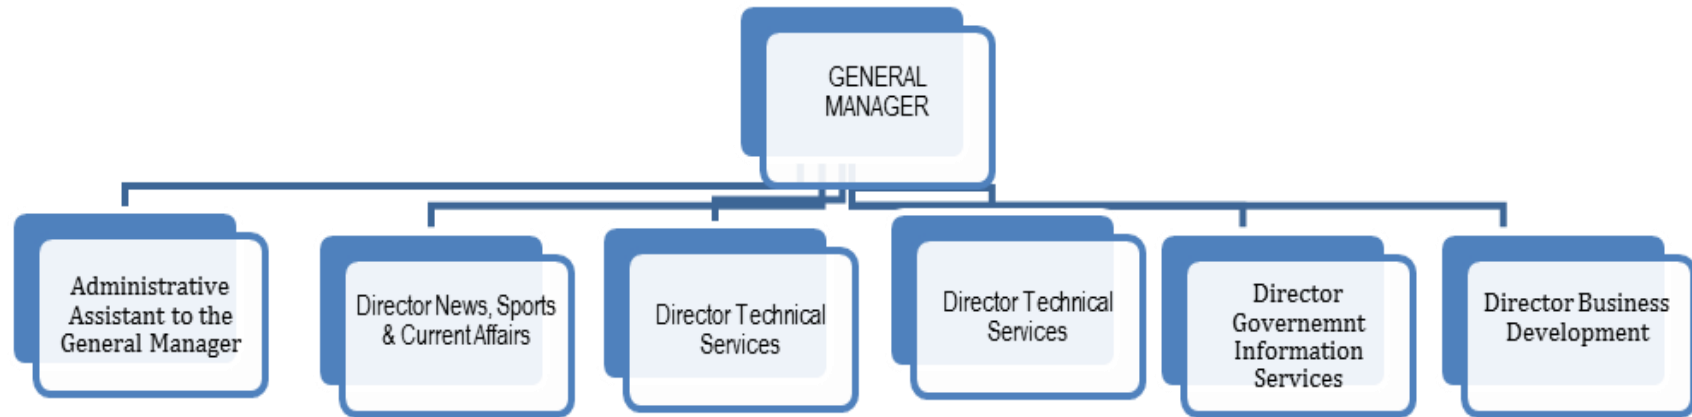 GENERAL
MANAGER
Administrative
Assistant to the
General Manager
Director News, Sports
& Current Affairs
Director Technical
Services
Director Technical
Services
Director
Governemnt
Information
Services
Director Business
Development